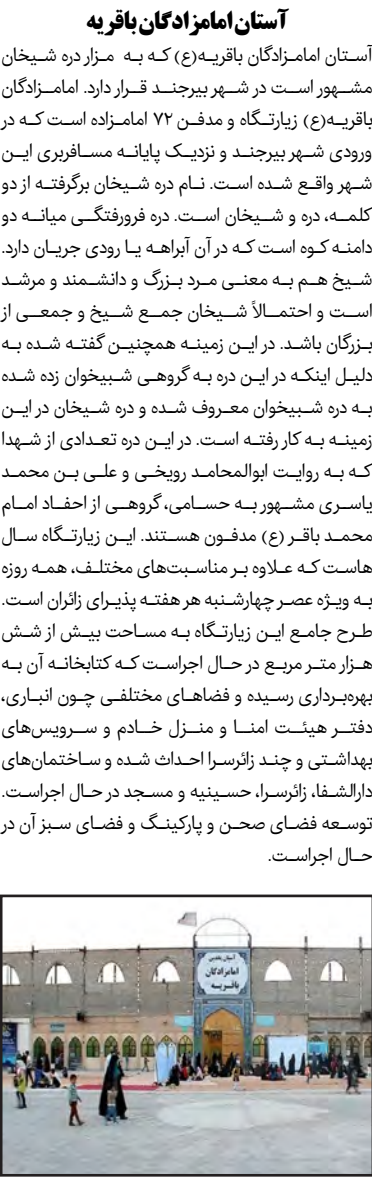 آستان امامزادگان باقریه
آستان امامزادگان باقریه(ع) که به مزار دره شیخان
مشهور است در شهر بیرجند قرار دارد. امامزادگان
باقریه(ع) زیارتگاه و مدفن ۷۲ امامزاده است که در
ورودی شهر بیرجند و نزدیک پایانه مسافربری این
شهر واقع شده است. نام دره شیخان برگرفته از دو
کلمه، دره و شیخان است. دره فرورفتگی میانه دو
دامنه کوه است که در آن آبراهه یا رودی جریان دارد.
شیخ هم به معنی مرد بزرگ و دانشمند و مرشد
است و احتمالاً شیخان جمع شیخ و جمعی از
بزرگان باشد. در این زمینه همچنین گفته شده به
دلیل اینکه در این دره به گروهی شبیخوان زده شده
به دره شبیخوان معروف شده و دره شیخان در این
زمینه به کار رفته است. در این دره تعدادی از شهدا
که به روایت ابوالمحامد رویخی و علی بن محمد
یاسری مشهور به حسامی، گروهی از احفاد امام
محمد باقر (ع) مدفون هستند. این زیارتگاه سال
هاست که علاوه بر مناسبت‌های مختلف، همه روزه
به ویژه عصر چهارشنبه هر هفته پذیرای زائران است.
طرح جامع این زیارتگاه به مساحت بیش از شش
هزار متر مربع در حال اجراست که کتابخانه آن به
بهره‌برداری رسیده و فضاهای مختلفی چون انباری،
دفتر هیئت امنا و منزل خادم و سرویس‌های
بهداشتی و چند زائرسرا احداث شده و ساختمان‌های
دارالشفا، زائرسرا، حسینیه و مسجد در حال اجراست.
توسعه فضای صحن و پارکینگ و فضای سبز آن در
حال اجراست.
آستان مقدس
امامزادگان
باقریه